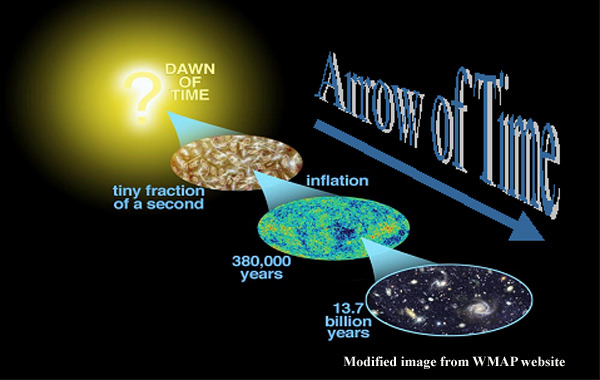 ?
DAWN
OF
TIME
Arrow of Time
tiny fraction
of a second
inflation
380,000
years
13.7
billion
years
Modified image from WMAP website